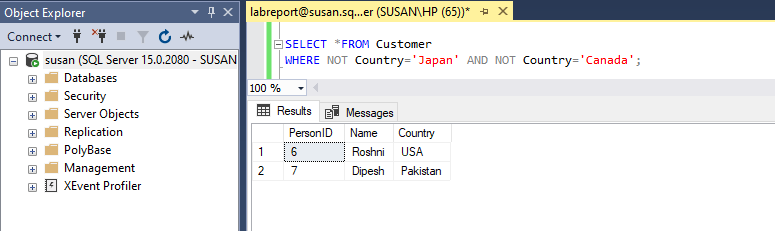 Object Explorer
Connect
susan (SQL Server 15.0.2080 - SUSAN
Databases
Security
Server Objects
Replication
PolyBase
Management
XEvent Profiler
labreport@susan.sq...er (SUSAN\HP (65))*
SELECT *FROM Customer
WHERE NOT Country='Japan' AND NOT Country='Canada';
100 %
Results Messages
PersonID Name Country
1 6 Roshni USA
2 7 Dipesh Pakistan